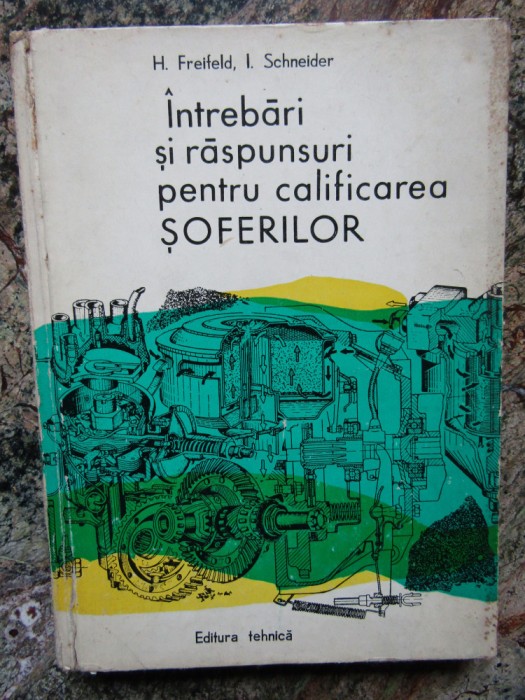 H. Freifeld, I. Schneider
Întrebări
și răspunsuri
pentru calificarea
ȘOFERILOR
Editura tehnică